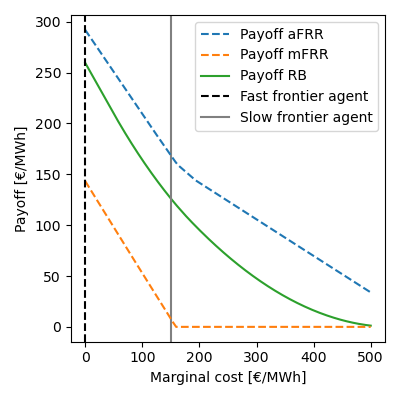 300
250
200
150
100
50
0
Payoff [€/MWh]
Payoff aFRR
Payoff mFRR
Payoff RB
Fast frontier agent
Slow frontier agent
0 100 200 300 400 500
Marginal cost [€/MWh]